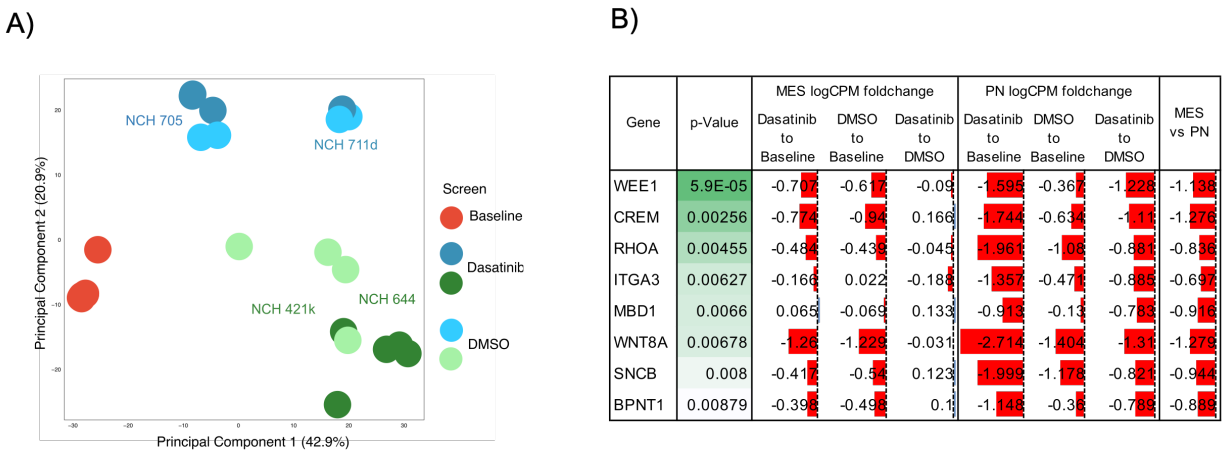 A)
B)
Principal Component 2 (20.9%)
20
10
0
−10
−20
−30
−20
−10
0
10
20
30
Principal Component 1 (42.9%)
NCH 705
NCH 711d
NCH 421k
NCH 644
Screen
Baseline
Dasatinib
DMSO
Gene p-Value MES logCPM foldchange PN logCPM foldchange MES vs PN
Dasatinib to Baseline DMSO to Baseline Dasatinib to DMSO Dasatinib to Baseline DMSO to Baseline Dasatinib to DMSO
WEE1 5.9E-05 -0.707 -0.617 -0.09 -1.595 -0.367 -1.228 -1.138
CREM 0.00256 -0.774 -0.94 0.166 -1.744 -0.634 -1.11 -1.276
RHOA 0.00455 -0.484 -0.439 -0.045 -1.961 -1.08 -0.881 -0.836
ITGA3 0.00627 -0.166 0.022 -0.188 -1.357 -0.471 -0.885 -0.697
MBD1 0.0066 0.065 -0.069 0.133 -0.913 -0.13 -0.783 -0.916
WNT8A 0.00678 -1.26 -1.229 -0.031 -2.714 -1.404 -1.31 -1.279
SNCB 0.008 -0.417 -0.54 0.123 -1.999 -1.178 -0.821 -0.944
BPNT1 0.00879 -0.398 -0.498 0.1 -1.148 -0.36 -0.789 -0.889